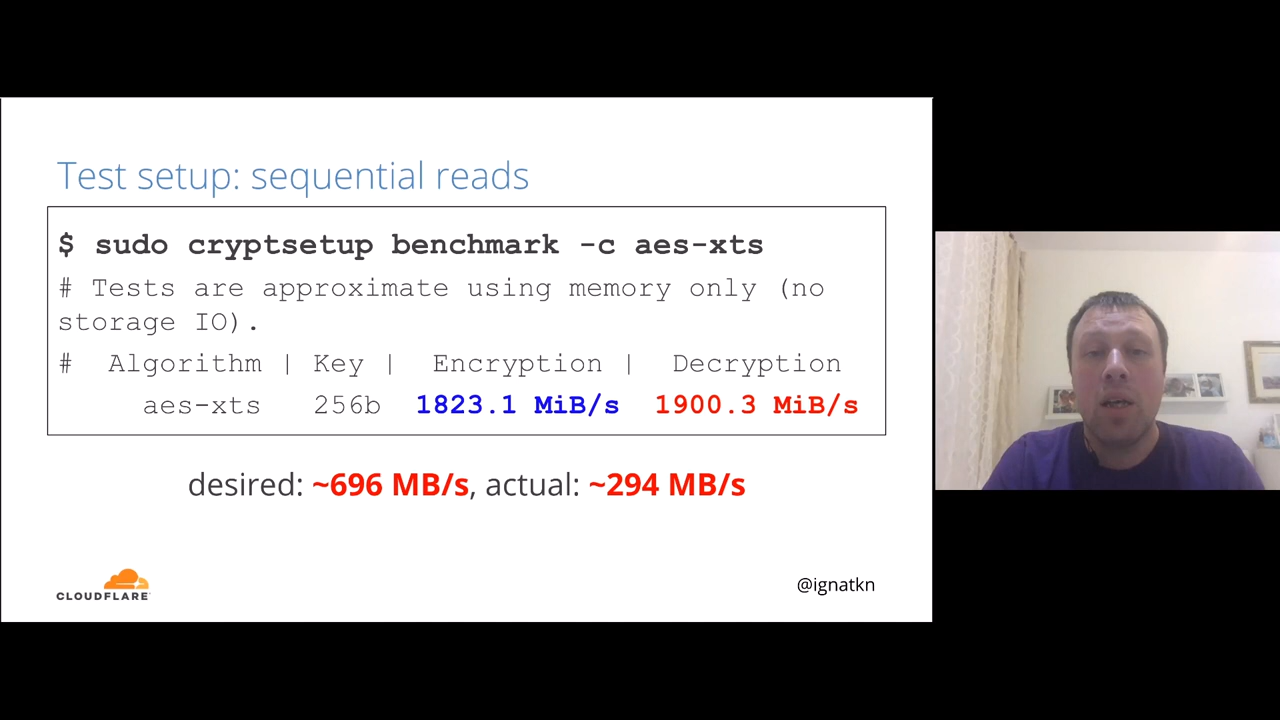 Test setup: sequential reads
$ sudo cryptsetup benchmark -c aes-xts
# Tests are approximate using memory only (no
storage IO).
# Algorithm | Key | Encryption | Decryption
aes-xts 256b 1823.1 MiB/s 1900.3 MiB/s
desired: ~696 MB/s, actual: ~294 MB/s
CLOUDFLARE
@ignatkn